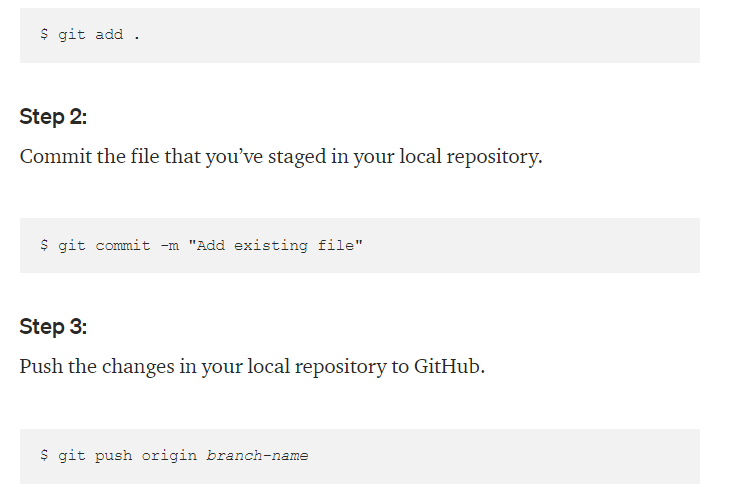 $ git add .
Step 2:
Commit the file that you’ve staged in your local repository.
$ git commit -m "Add existing file"
Step 3:
Push the changes in your local repository to GitHub.
$ git push origin branch-name